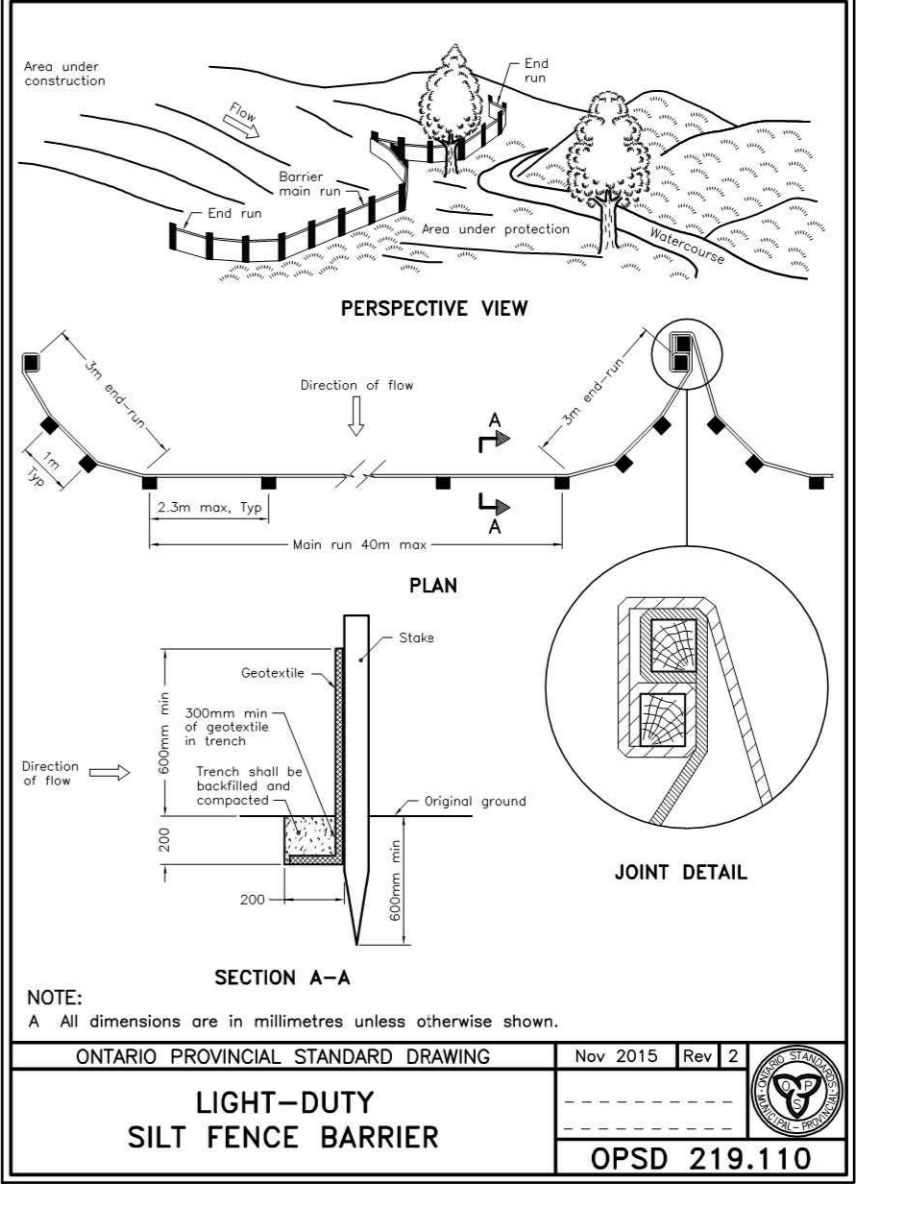 Area under
construction
Flow
End
run
Barrier
main run
End run
Area under protection
Watercourse
PERSPECTIVE VIEW
3m end-run
Direction of flow
3m end-run
1m
Typ
A
A
2.3m max, Typ
Main run 40m max
PLAN
Stake
Geotextile
600mm min
300mm min
of geotextile
in trench
Direction
of flow
Trench shall be
backfilled and
compacted
Original ground
200
200
600mm min
JOINT DETAIL
SECTION A-A
NOTE:
A All dimensions are in millimetres unless otherwise shown.
ONTARIO PROVINCIAL STANDARD DRAWING
Nov 2015
Rev
2
LIGHT-DUTY
SILT FENCE BARRIER
OPSD 219.110
ONTARIO STANDARDS
MUNICIPAL-PROVINCIAL
O P S